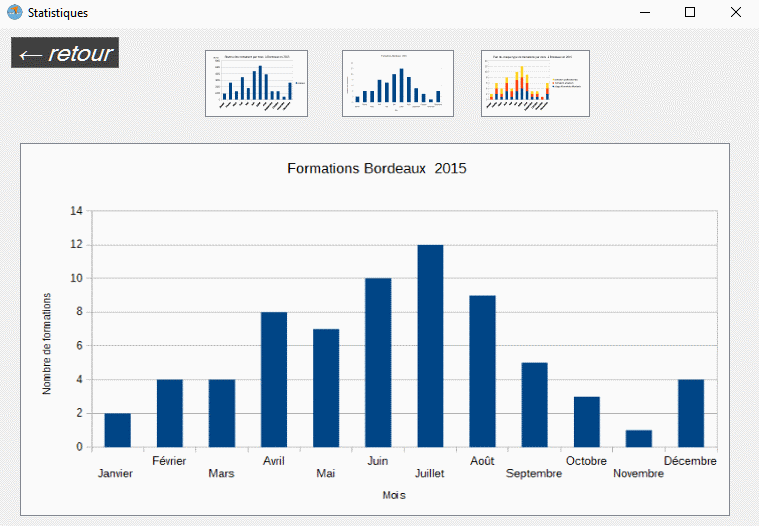 Statistiques
← retour
Formations Bordeaux 2015
14
12
10
8
6
4
2
0
Nombre de formations
Janvier
Février
Mars
Avril
Mai
Juin
Juillet
Août
Septembre
Octobre
Novembre
Décembre
Mois